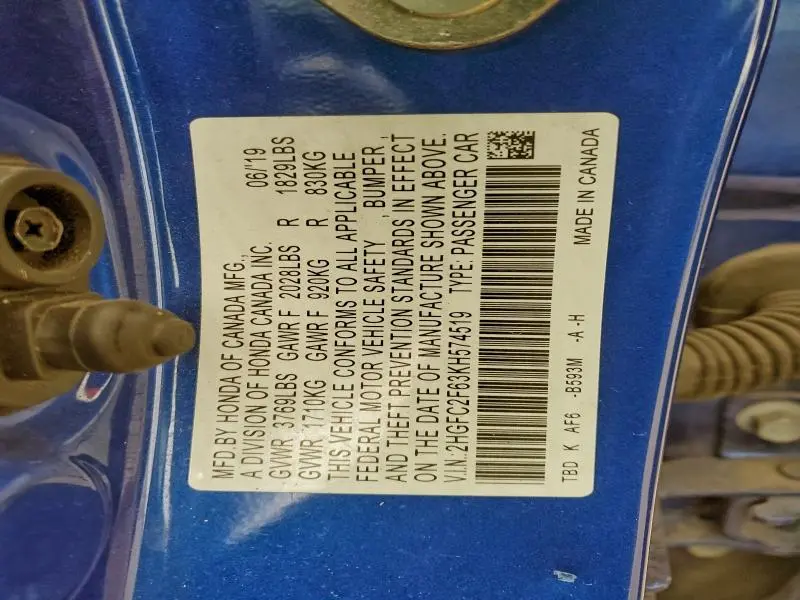 MFD.BY HONDA OF CANADA MFG., 06/'19
A DIVISION OF HONDA CANADA INC.
GVWR 3769LBS GAWR F 2028LBS R 1829LBS
GVWR 1710KG GAWR F 920KG R 830KG
THIS VEHICLE CONFORMS TO ALL APPLICABLE
FEDERAL MOTOR VEHICLE SAFETY , BUMPER ,
AND THEFT PREVENTION STANDARDS IN EFFECT
ON THE DATE OF MANUFACTURE SHOWN ABOVE.
V.I.N. 2HGFC2F63KH574519 TYPE: PASSENGER CAR
TBD K AF6 -B593M -A -H MADE IN CANADA